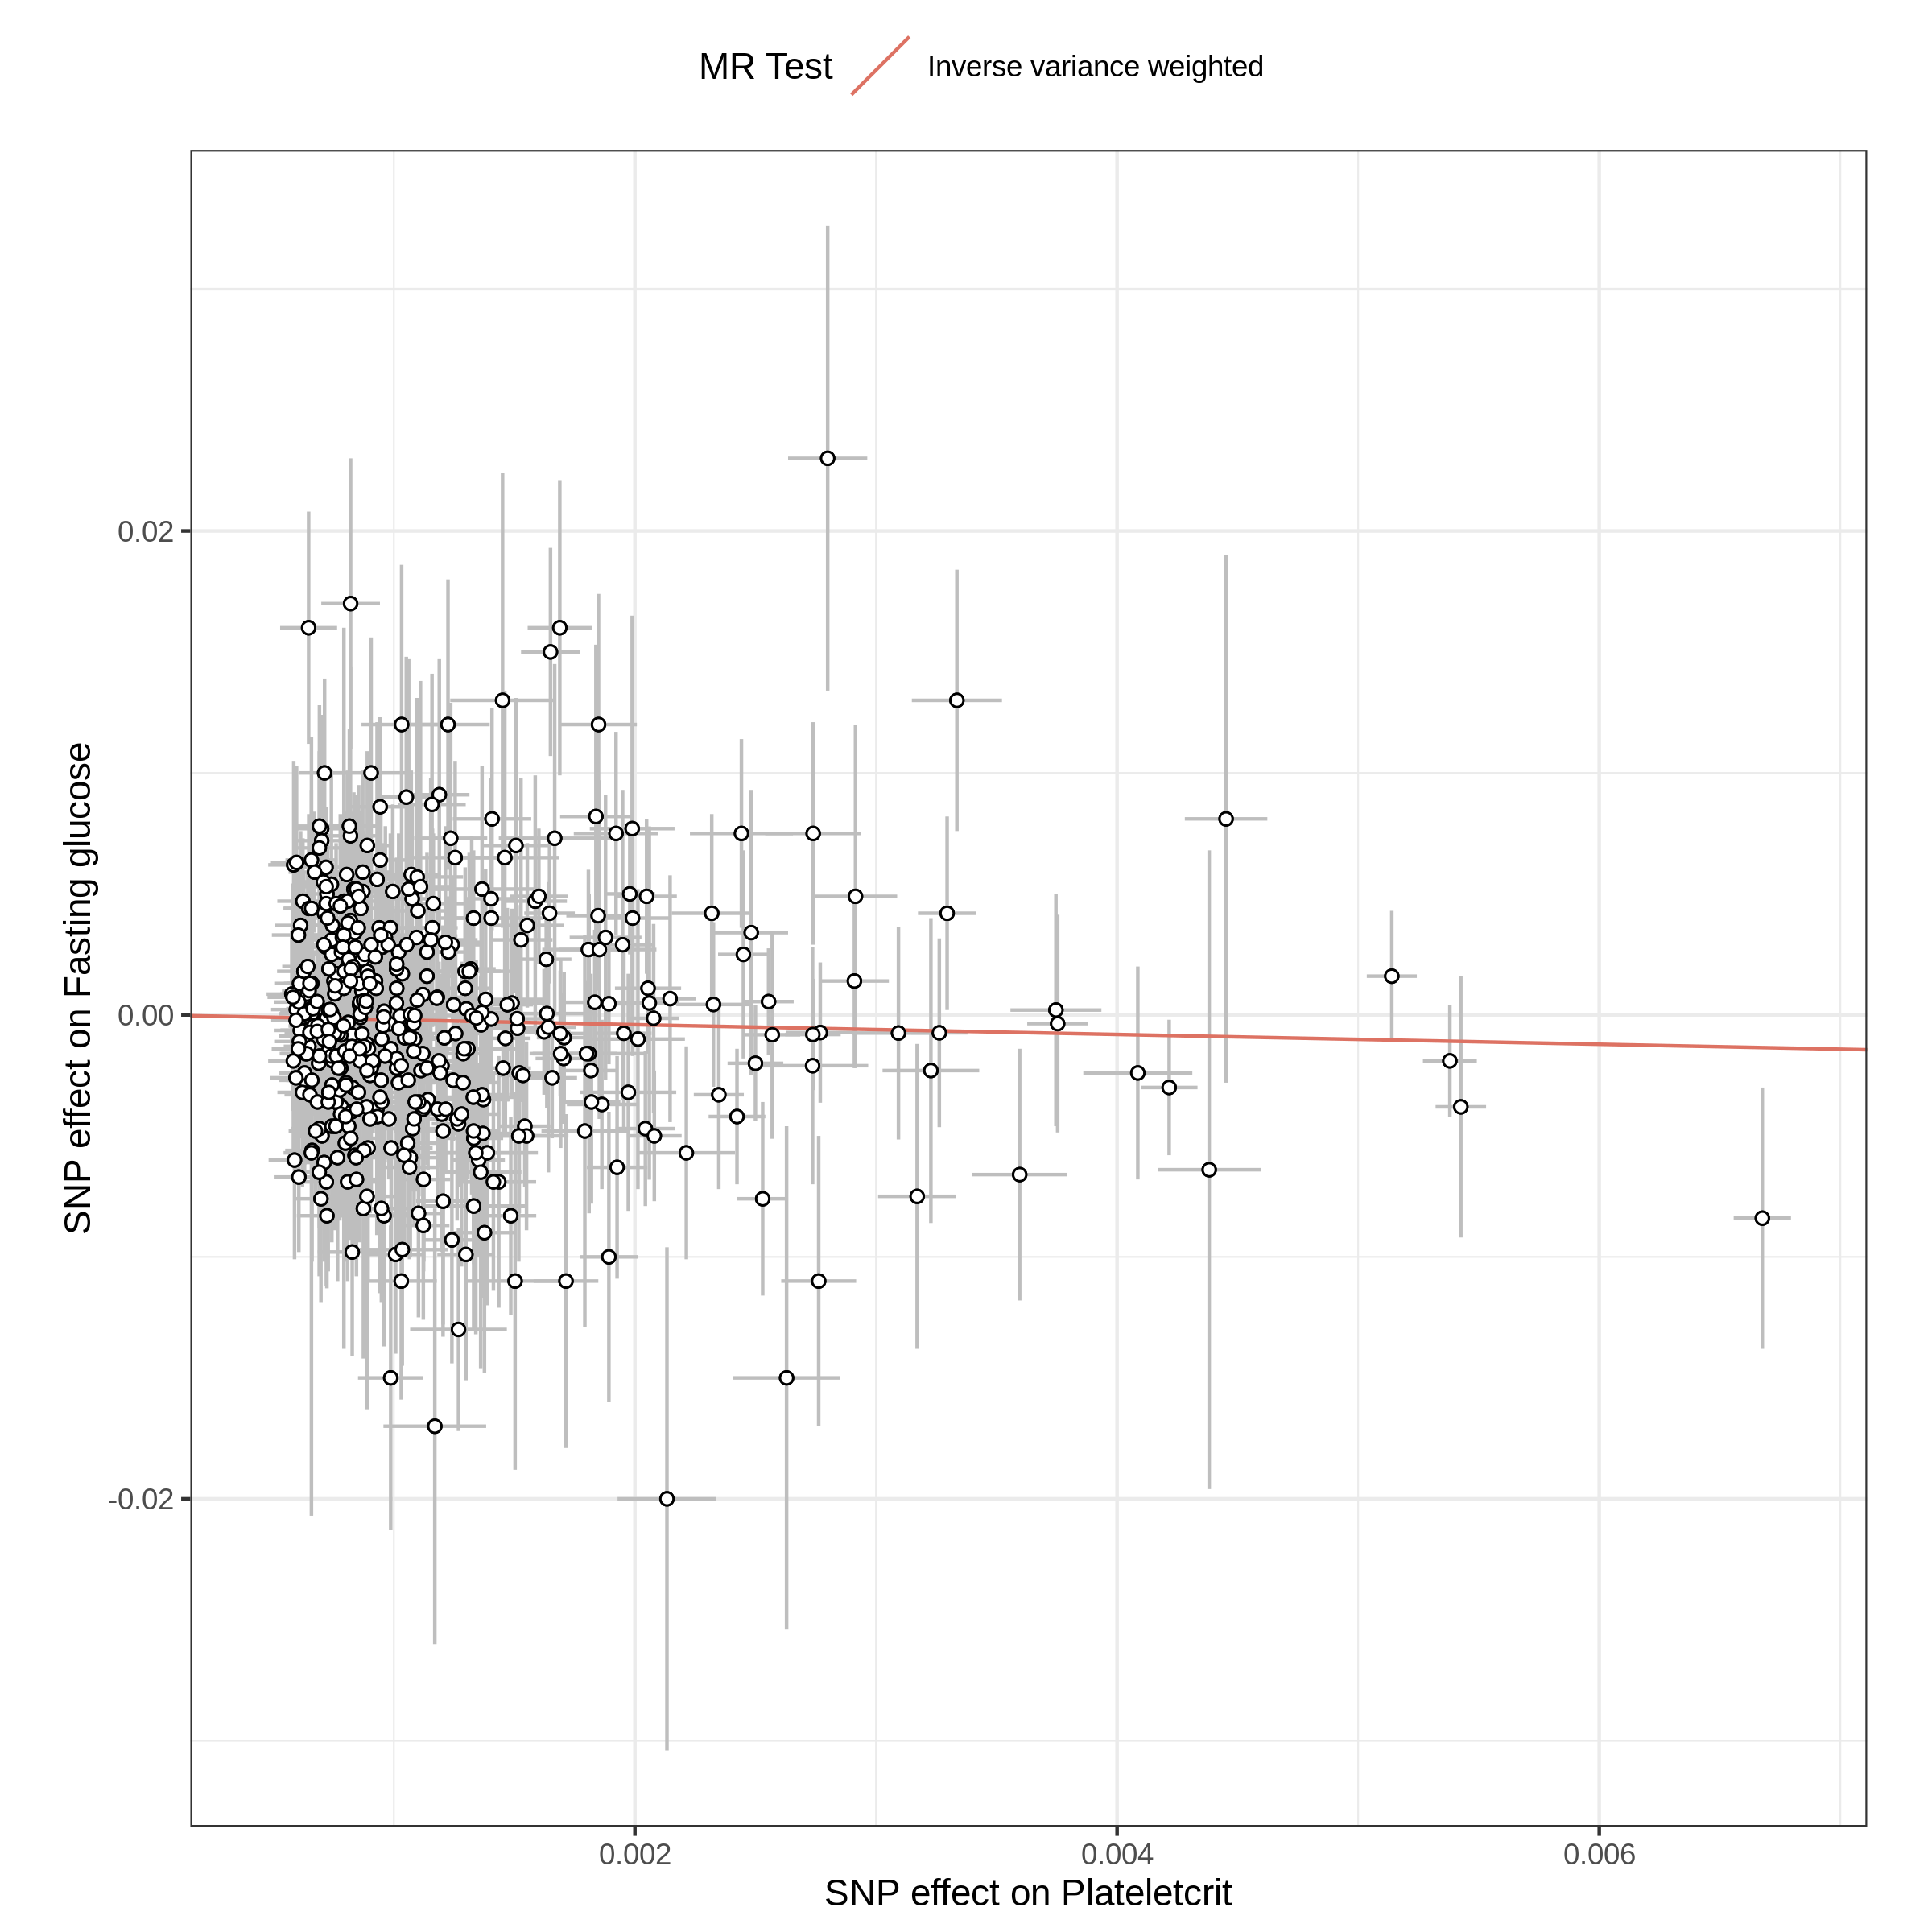 MR Test
Inverse variance weighted
SNP effect on Fasting glucose
0.02
0.00
-0.02
0.002
0.004
0.006
SNP effect on Plateletcrit